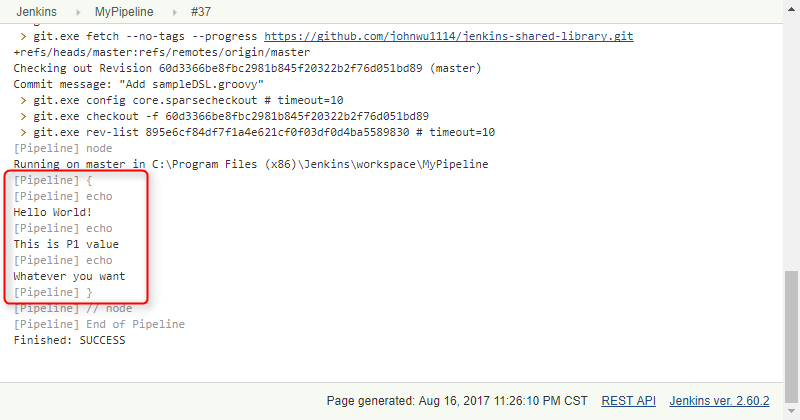 Jenkins MyPipeline #37
> git.exe fetch --no-tags --progress https://github.com/johnwu1114/jenkins-shared-library.git
+refs/heads/master:refs/remotes/origin/master
Checking out Revision 60d3366be8fbc2981b845f20322b2f76d051bd89 (master)
Commit message: "Add sampleDSL.groovy"
> git.exe config core.sparsecheckout # timeout=10
> git.exe checkout -f 60d3366be8fbc2981b845f20322b2f76d051bd89
> git.exe rev-list 895e6cf84df7f1a4e621cf0f03df0d4ba5589830 # timeout=10
[Pipeline] node
Running on master in C:\Program Files (x86)\Jenkins\workspace\MyPipeline
[Pipeline] {
[Pipeline] echo
Hello World!
[Pipeline] echo
This is P1 value
[Pipeline] echo
Whatever you want
[Pipeline] }
[Pipeline] // node
[Pipeline] End of Pipeline
Finished: SUCCESS
Page generated: Aug 16, 2017 11:26:10 PM CST REST API Jenkins ver. 2.60.2